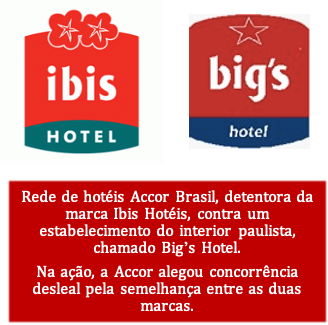 ibis
HOTEL
big's
hotel
Rede de hotéis Accor Brasil, detentora da
marca Ibis Hotéis, contra um
estabelecimento do interior paulista,
chamado Big’s Hotel.
Na ação, a Accor alegou concorrência
desleal pela semelhança entre as duas
marcas.